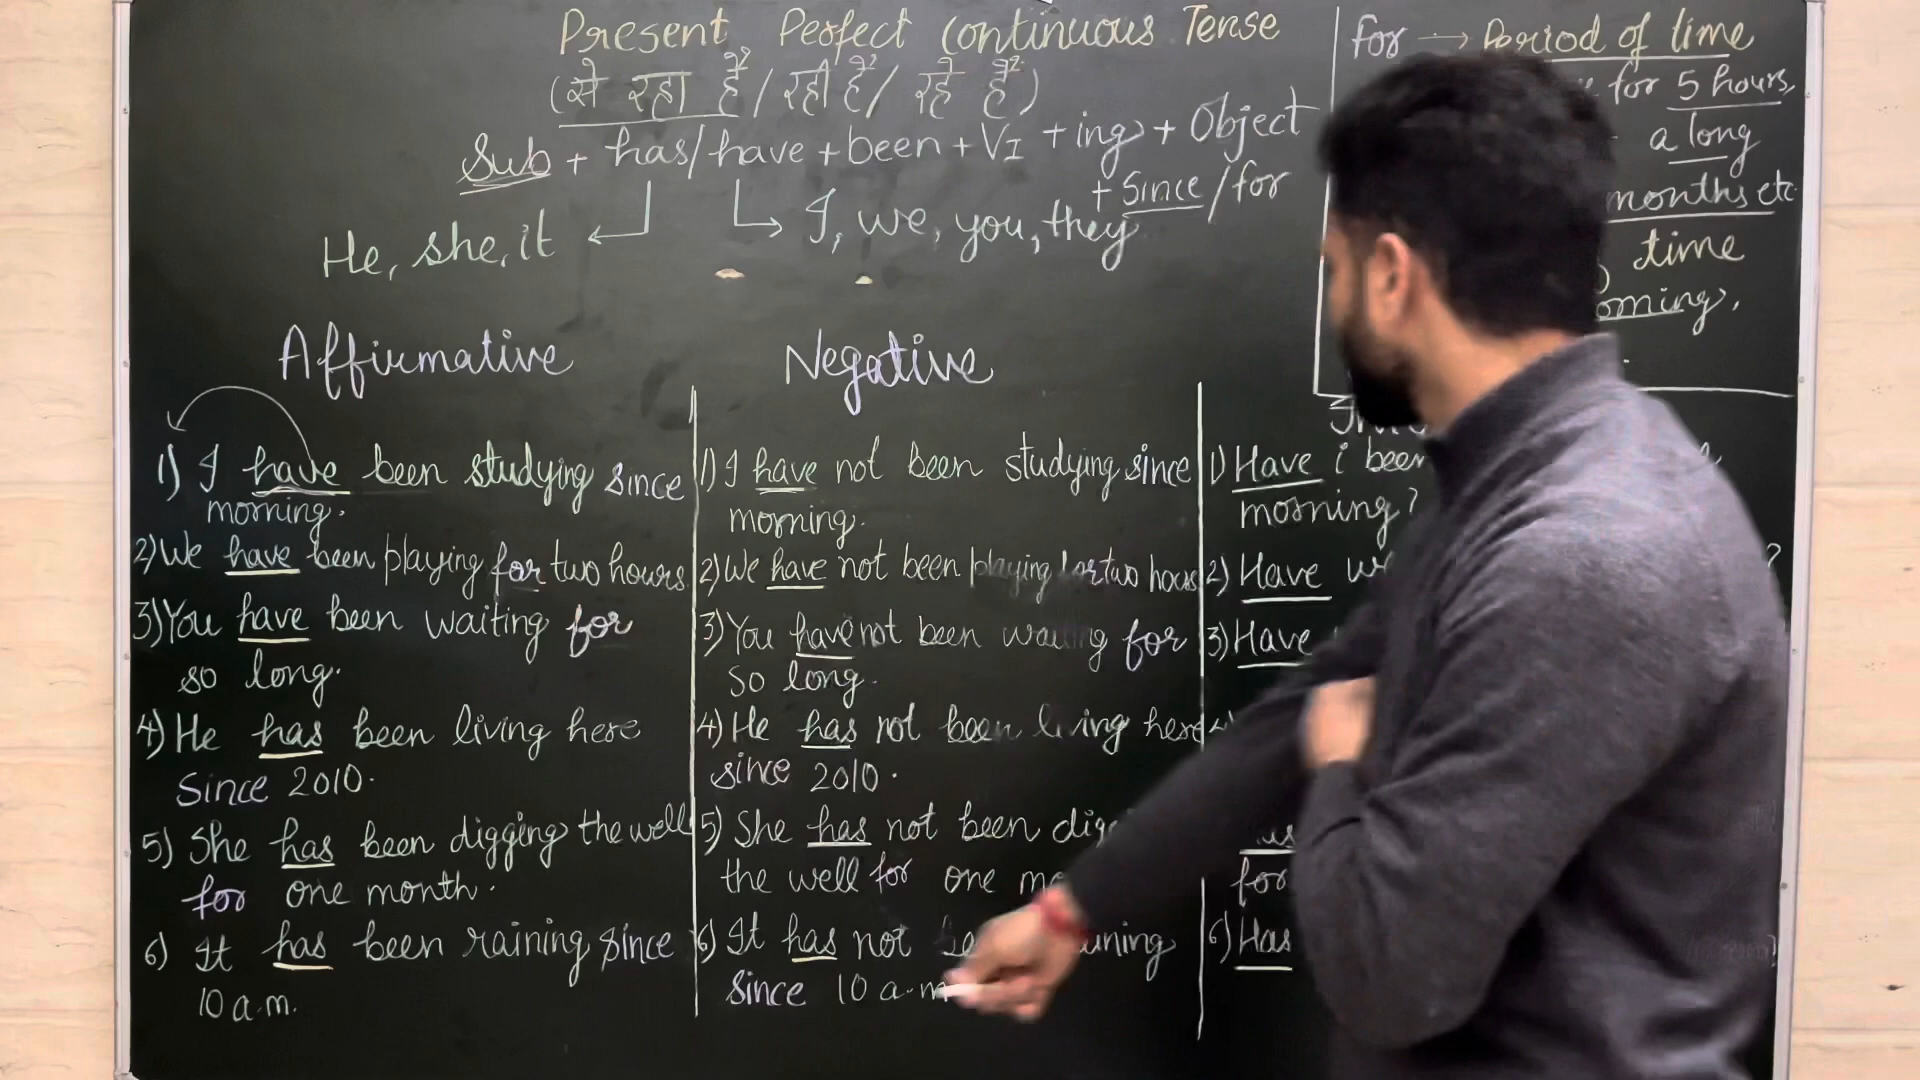 Present Perfect Continuous Tense
(से रहा है / रही है / रहे हैं)
Sub + has/have + been + VI + ing + Object
+ Since/for
He, she, it
I, we, you, they
for → Period of time
for 5 hours,
a long
months etc.
time
Affirmative
1) I have been studying since
morning.
2) We have been playing for two hours.
3) You have been waiting for
so long.
4) He has been living here
Since 2010.
5) She has been digging the well
for one month.
6) It has been raining since
10 a.m.
Negative
1) I have not been studying since
morning.
2) We have not been playing for two hours
3) You have not been waiting for
so long.
4) He has not been living here
since 2010.
5) She has not been
the well for one
6) It has not
since 10 a.m
1) Have i been
morning?
2) Have
3) Have
for
6) Has